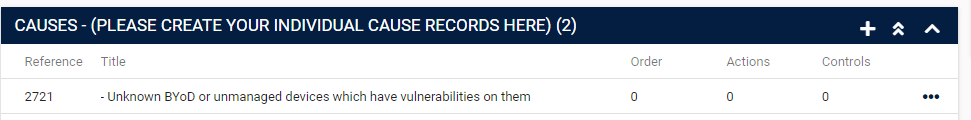 CAUSES - (PLEASE CREATE YOUR INDIVIDUAL CAUSE RECORDS HERE) (2)
Reference Title Order Actions Controls
2721 - Unknown BYoD or unmanaged devices which have vulnerabilities on them 0 0 0